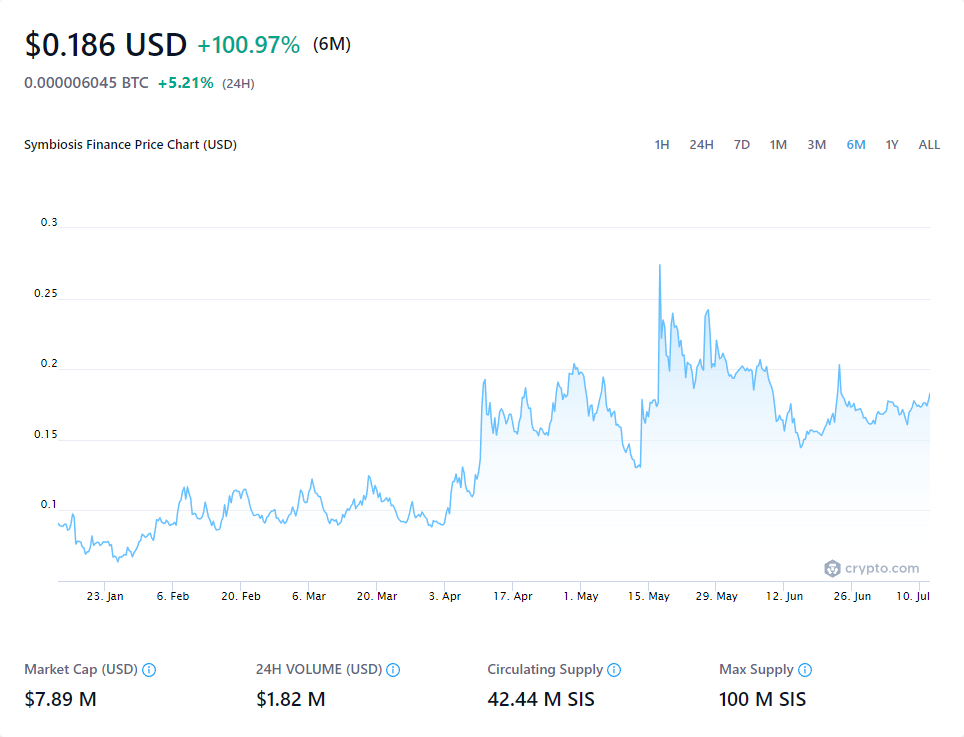 $0.186 USD +100.97% (6M)
0.000006045 BTC +5.21% (24H)
Symbiosis Finance Price Chart (USD) 1H 24H 7D 1M 3M 6M 1Y ALL
0.3
0.25
0.2
0.15
0.1
crypto.com
23. Jan 6. Feb 20. Feb 6. Mar 20. Mar 3. Apr 17. Apr 1. May 15. May 29. May 12. Jun 26. Jun 10. Jul
Market Cap (USD) 24H VOLUME (USD) Circulating Supply Max Supply
$7.89 M $1.82 M 42.44 M SIS 100 M SIS